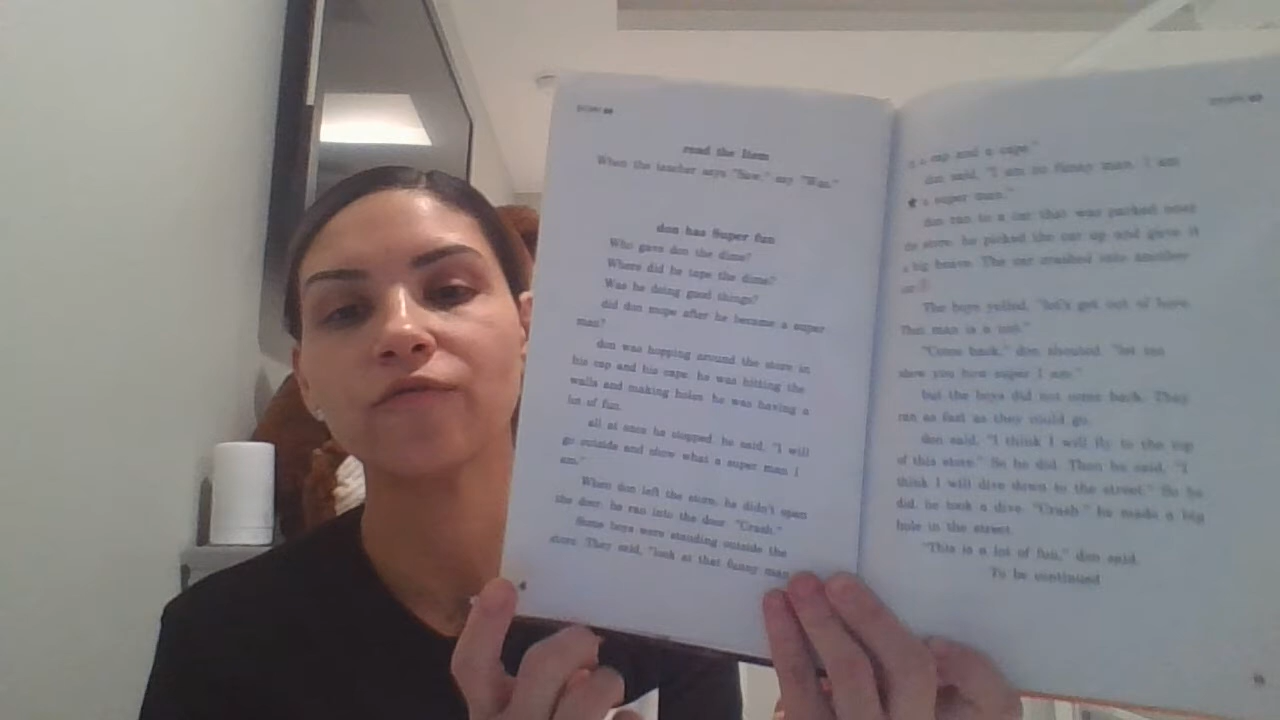 read the Item
When the teacher says "Saw," say "Was."
don has Super fun
Who gave don the dime?
Where did he tape the dime?
Was he doing good things?
did don mope after he became a super
man?
don was hopping around the store in
his cap and his cape. he was hitting the
walls and making holes. he was having a
lot of fun.
all at once he stopped. he said, "I will
go outside and show what a super man I
am."
When don left the store, he didn't open
the door. he ran into the door. "Crash."
Some boys were standing outside the
store. They said, "look at that funny man
a cap and a cape."
don said, "I am no funny man. I am
a super man."
don ran to a car that was parked near
the store. he picked the car up and gave it
a big heave. The car crashed into another
car.
The boys yelled, "let's get out of here.
That man is a nut."
"Come back," don shouted. "let me
show you how super I am."
but the boys did not come back. They
ran as fast as they could go.
don said, "I think I will fly to the top
of this store." So he did. Then he said, "I
think I will dive down to the street." So he
did. he took a dive. "Crash." he made a big
hole in the street.
"This is a lot of fun," don said.
To be continued